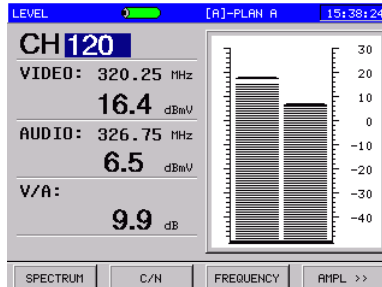 LEVEL [A]-PLAN A 15:38:24
CH 120
VIDEO: 320.25 MHz
16.4 dBmV
AUDIO: 326.75 MHz
6.5 dBmV
V/A:
9.9 dB
30
20
10
0
-10
-20
-30
-40
SPECTRUM C/N FREQUENCY AMPL >>